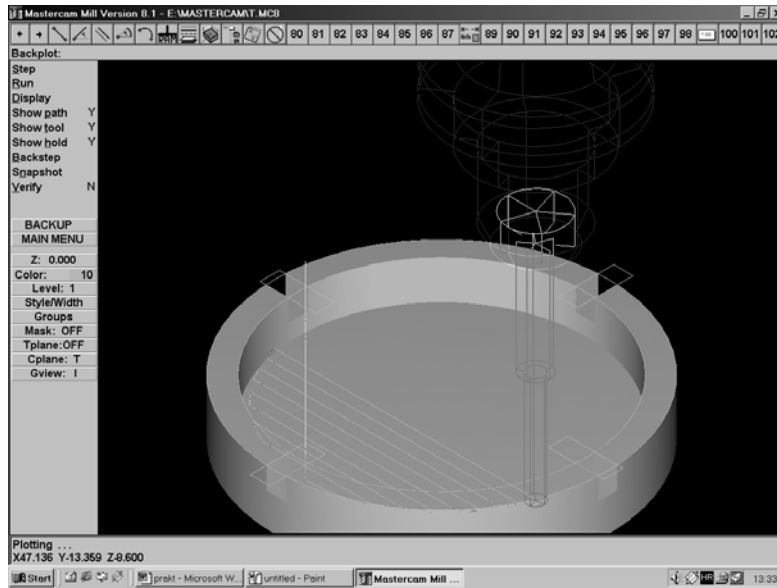 Mastercam Mill Version 8.1 - E:\MASTERCAM\T.MC8
80 81 82 83 84 85 86 87 89 90 91 92 93 94 95 96 97 98 100 101 102
Backplot:
Step
Run
Display
Show path Y
Show tool Y
Show hold Y
Backstep
Snapshot
Verify N
BACKUP
MAIN MENU
Z: 0.000
Color: 10
Level: 1
Style/Width
Groups
Mask: OFF
Tplane:OFF
Cplane: T
Gview: I
Plotting ...
X47.136 Y-13.359 Z-8.600
Start prakt - Microsoft W... untitled - Paint Mastercam Mill ... HR